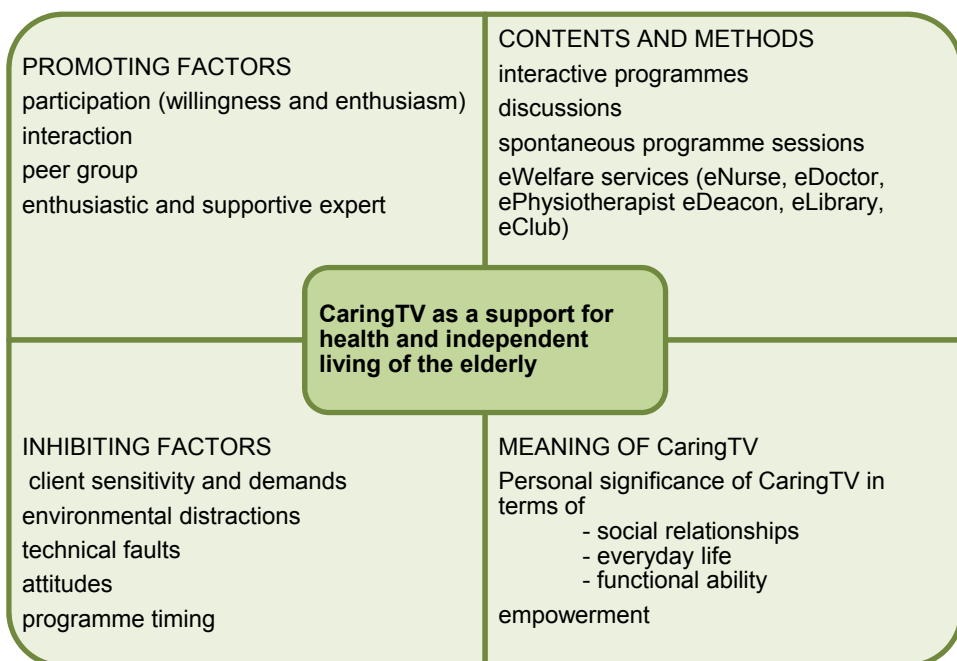 PROMOTING FACTORS
participation (willingness and enthusiasm)
interaction
peer group
enthusiastic and supportive expert
CONTENTS AND METHODS
interactive programmes
discussions
spontaneous programme sessions
eWelfare services (eNurse, eDoctor,
ePhysiotherapist eDeacon, eLibrary,
eClub)
CaringTV as a support for
health and independent
living of the elderly
INHIBITING FACTORS
client sensitivity and demands
environmental distractions
technical faults
attitudes
programme timing
MEANING OF CaringTV
Personal significance of CaringTV in
terms of
- social relationships
- everyday life
- functional ability
empowerment